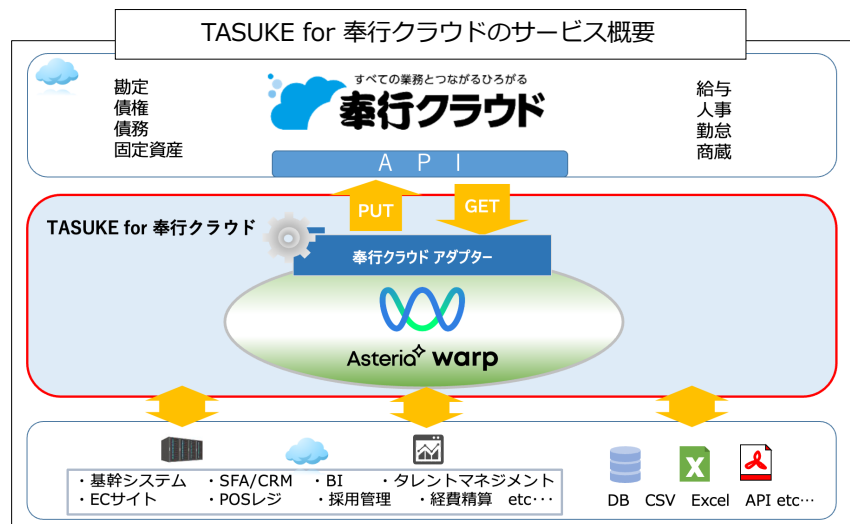 TASUKE for 奉行クラウドのサービス概要
勘定
債権
債務
固定資産
すべての業務とつながるひろがる
奉行クラウド
API
給与
人事
勤怠
商蔵
PUT
GET
TASUKE for 奉行クラウド
奉行クラウド アダプター
Asteria warp
・基幹システム ・SFA/CRM ・BI ・タレントマネジメント
・ECサイト ・POSレジ ・採用管理 ・経費精算 etc･･･
DB CSV Excel API etc…